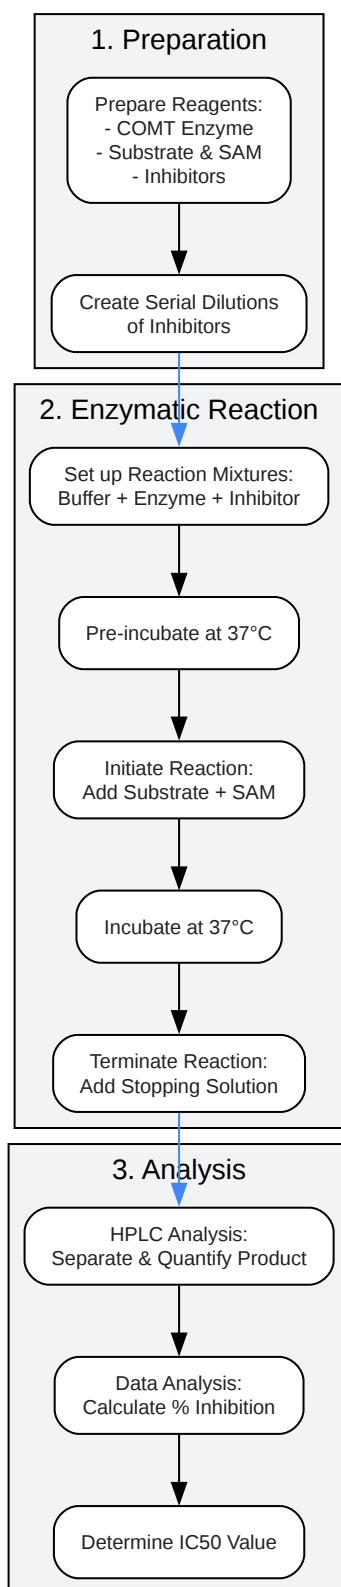 1. Preparation
Prepare Reagents:
- COMT Enzyme
- Substrate & SAM
- Inhibitors
Create Serial Dilutions
of Inhibitors
2. Enzymatic Reaction
Set up Reaction Mixtures:
Buffer + Enzyme + Inhibitor
Pre-incubate at 37°C
Initiate Reaction:
Add Substrate + SAM
Incubate at 37°C
Terminate Reaction:
Add Stopping Solution
3. Analysis
HPLC Analysis:
Separate & Quantify Product
Data Analysis:
Calculate % Inhibition
Determine IC50 Value